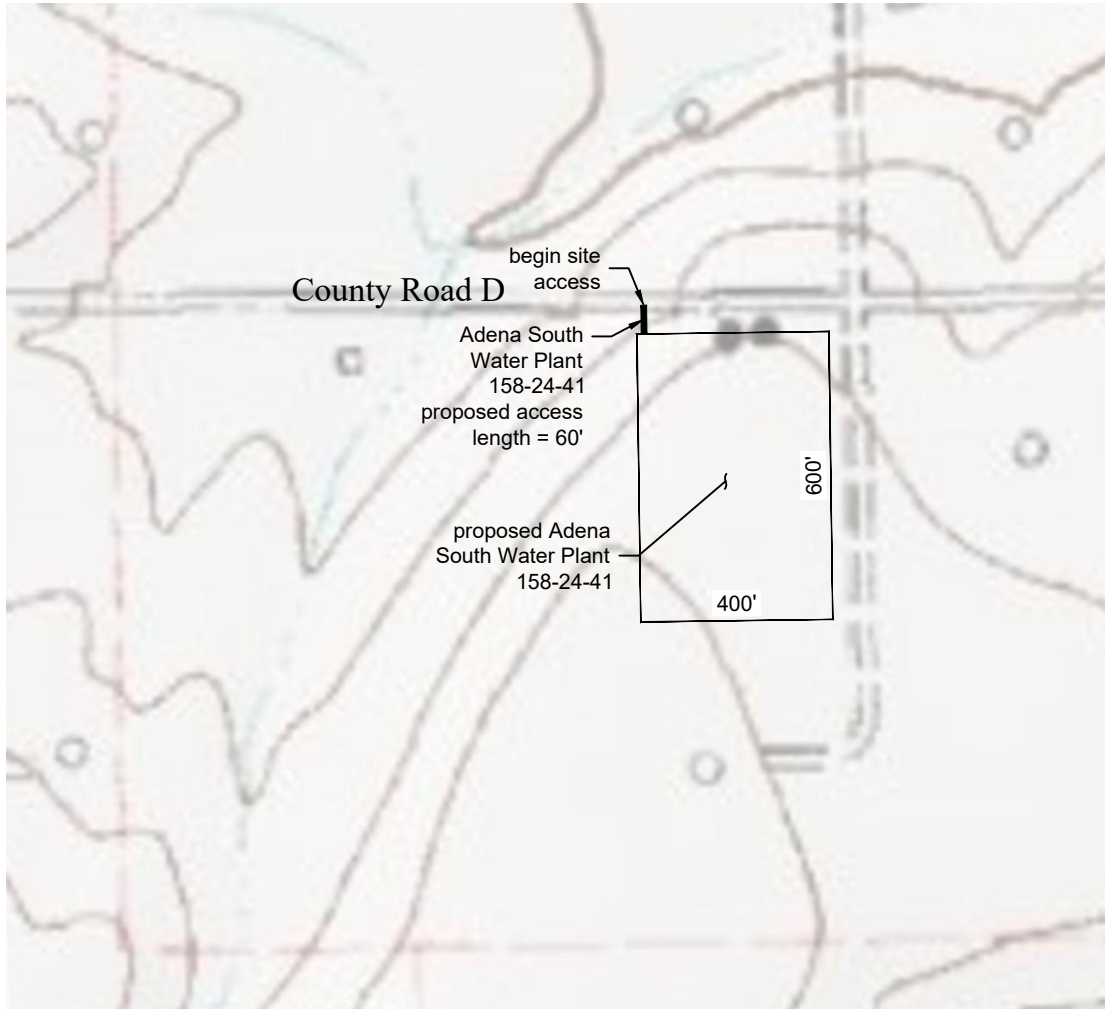 begin site
access
County Road D
Adena South
Water Plant
158-24-41
proposed access
length = 60'
600'
proposed Adena
South Water Plant
158-24-41
400'